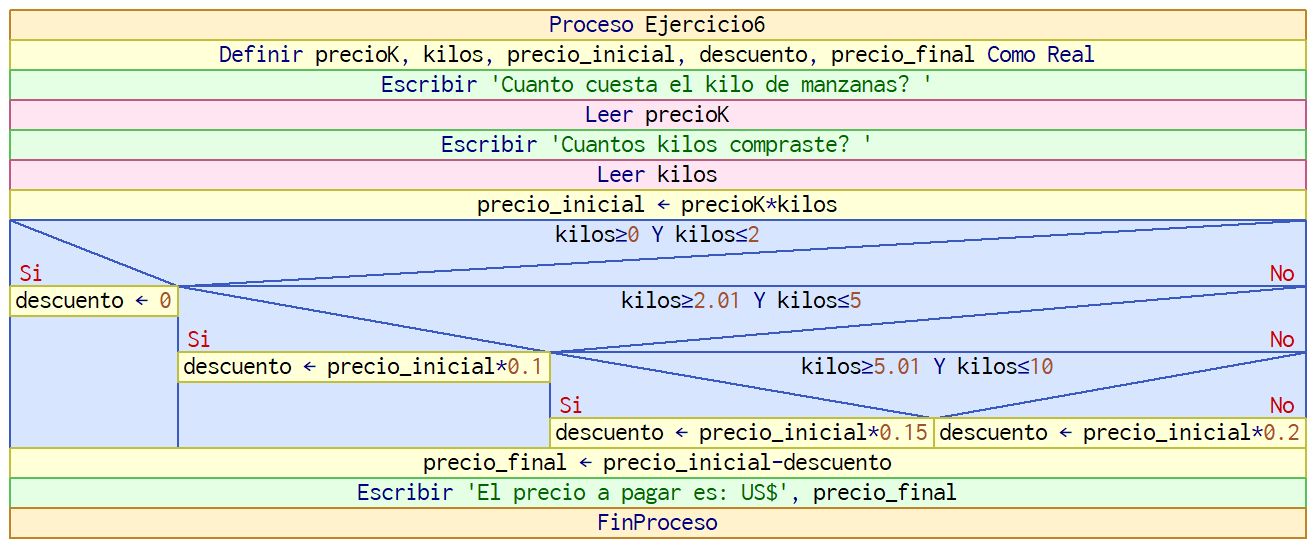 Proceso Ejercicio6
Definir precioK, kilos, precio_inicial, descuento, precio_final Como Real
Escribir 'Cuanto cuesta el kilo de manzanas? '
Leer precioK
Escribir 'Cuantos kilos compraste? '
Leer kilos
precio_inicial ← precioK*kilos
kilos≥0 Y kilos≤2
Si
No
descuento ← 0
kilos≥2.01 Y kilos≤5
Si
No
descuento ← precio_inicial*0.1
kilos≥5.01 Y kilos≤10
Si
No
descuento ← precio_inicial*0.15
descuento ← precio_inicial*0.2
precio_final ← precio_inicial-descuento
Escribir 'El precio a pagar es: US$', precio_final
FinProceso